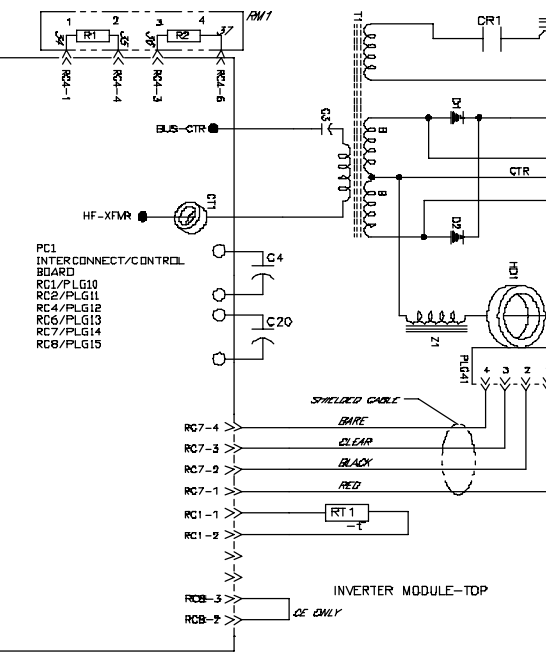 RM1
1 2 3 4
34 R1 35 36 R2 37
RC4-1 RC4-4 RC4-3 RC4-6
T1
CR1
BUS-CTR
C3
B
D1
CTR
B
HF-XFMR
CT1
D2
PC1
INTERCONNECT/CONTROL
BOARD
RC1/PLG10
RC2/PLG11
RC4/PLG12
RC6/PLG13
RC7/PLG14
RC8/PLG15
C4
C20
HD1
Z1
PLG41
4 3 2
SHIELDED CABLE
RC7-4 BARE
RC7-3 CLEAR
RC7-2 BLACK
RC7-1 RED
RC1-1 RT1
-t
RC1-2
INVERTER MODULE-TOP
RC8-3
CE ONLY
RC8-2